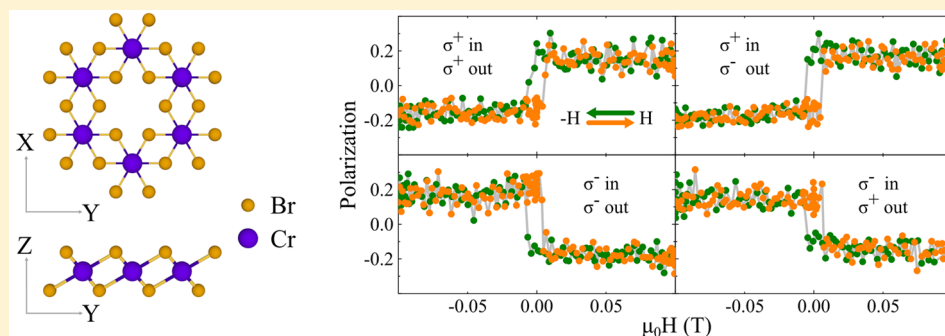 X
Y
Z
Y
Br
Cr
Polarization
0.2
0.0
-0.2
0.2
0.0
-0.2
σ⁺ in
σ⁺ out
-H H
σ⁺ in
σ⁻ out
σ⁻ in
σ⁻ out
σ⁻ in
σ⁺ out
-0.05 0.00 0.05 -0.05 0.00 0.05
μ₀H (T)